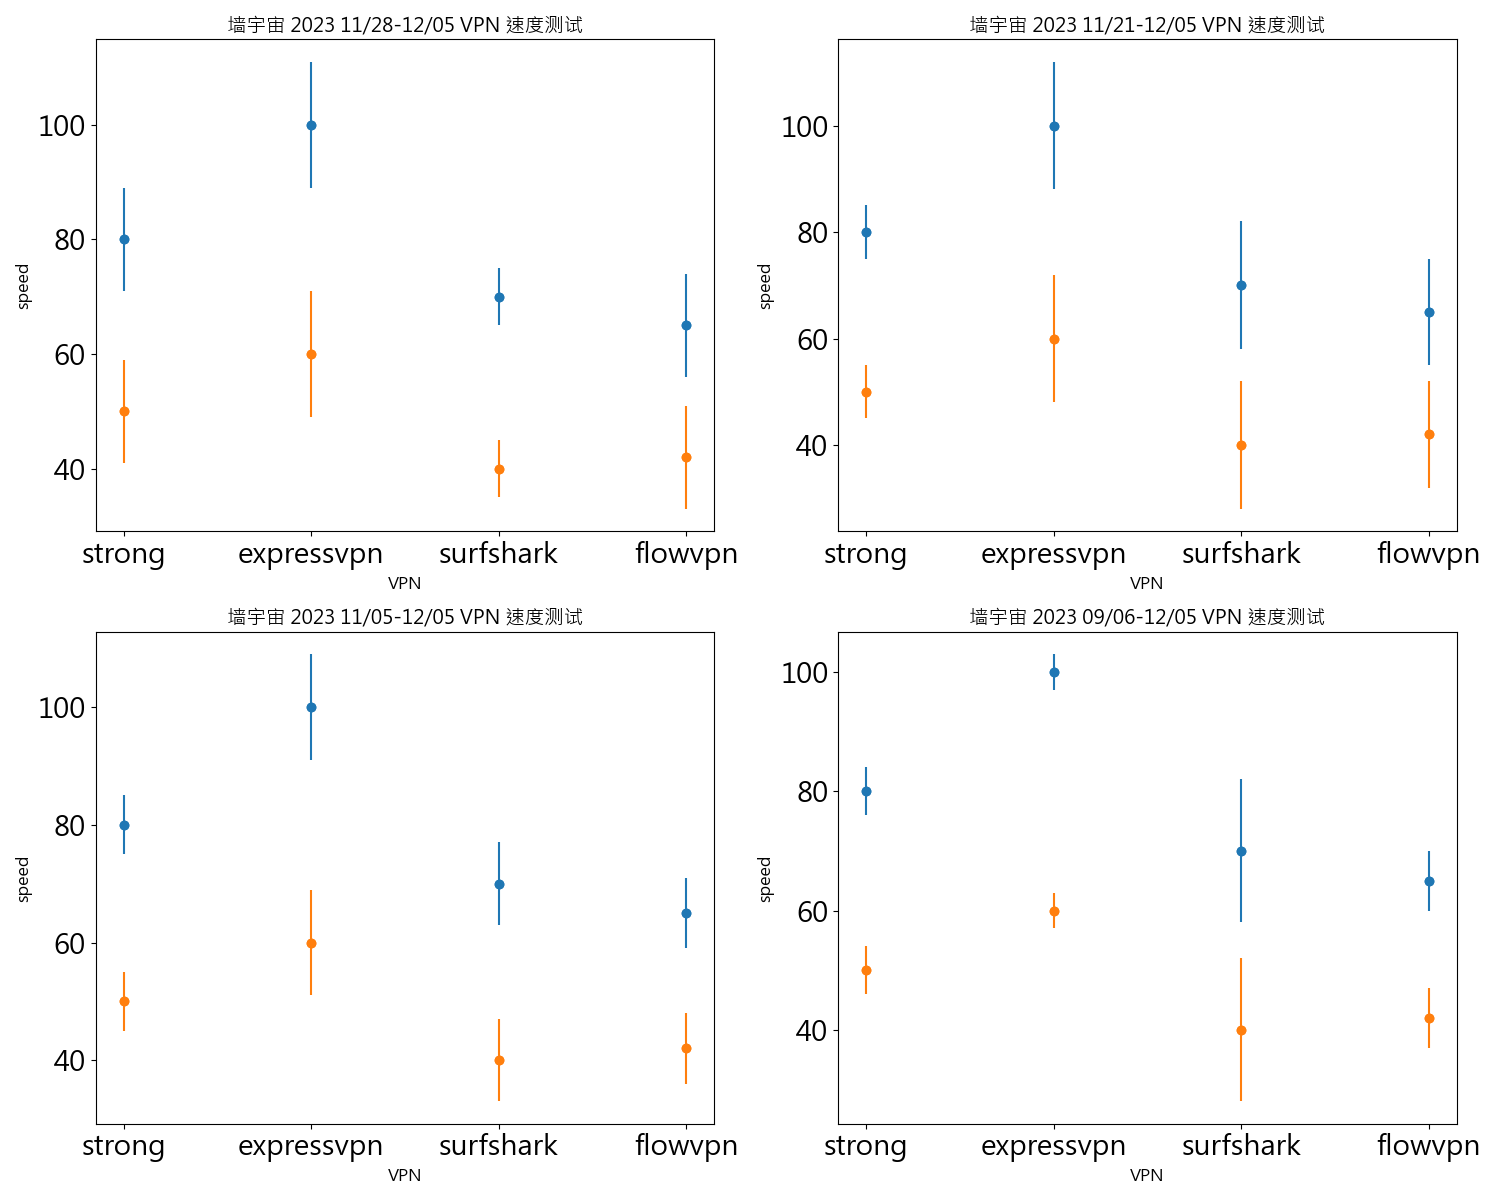 墙宇宙 2023 11/28-12/05 VPN 速度测试
100
80
60
40
speed
strong expressvpn surfshark flowvpn
VPN
墙宇宙 2023 11/21-12/05 VPN 速度测试
100
80
60
40
speed
strong expressvpn surfshark flowvpn
VPN
墙宇宙 2023 11/05-12/05 VPN 速度测试
100
80
60
40
speed
strong expressvpn surfshark flowvpn
VPN
墙宇宙 2023 09/06-12/05 VPN 速度测试
100
80
60
40
speed
strong expressvpn surfshark flowvpn
VPN